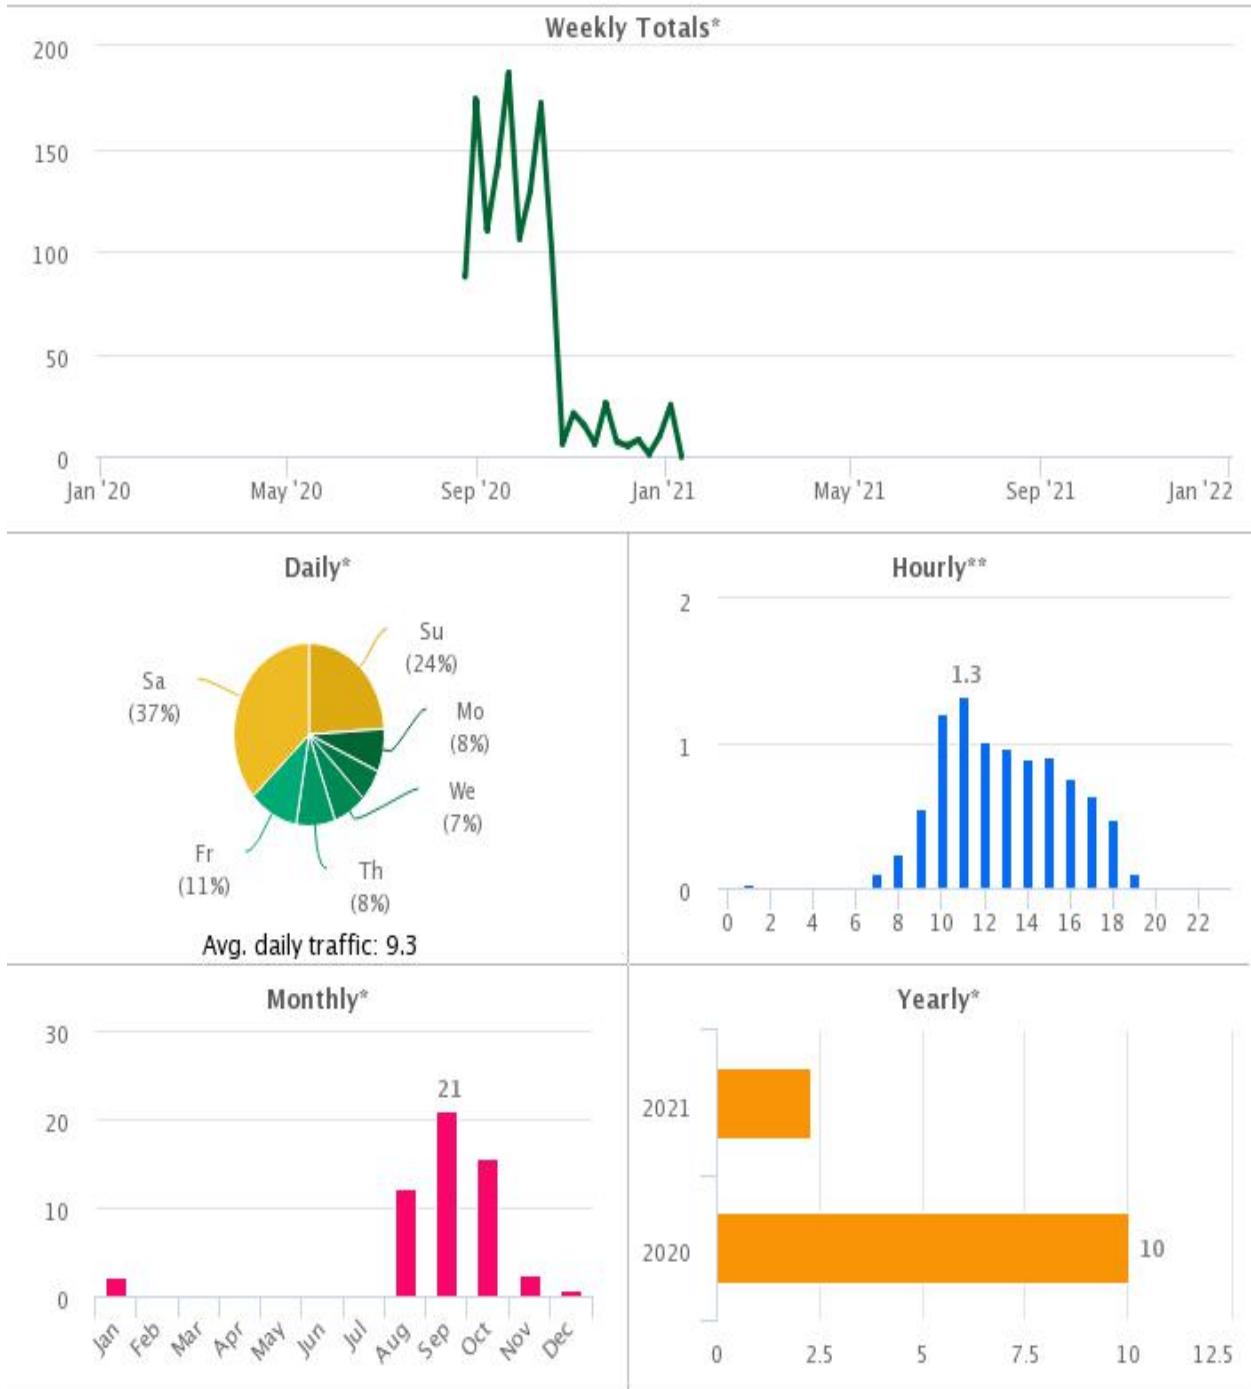 Weekly Totals*
200
150
100
50
0
Jan '20 May '20 Sep '20 Jan '21 May '21 Sep '21 Jan '22
Daily*
Su
(24%)
Sa
(37%)
Mo
(8%)
We
(7%)
Fr
(11%)
Th
(8%)
Avg. daily traffic: 9.3
Hourly**
2
1.3
1
0
0 2 4 6 8 10 12 14 16 18 20 22
Monthly*
30
21
20
10
0
Jan Feb Mar Apr May Jun Jul Aug Sep Oct Nov Dec
Yearly*
2021
2020
10
0 2.5 5 7.5 10 12.5